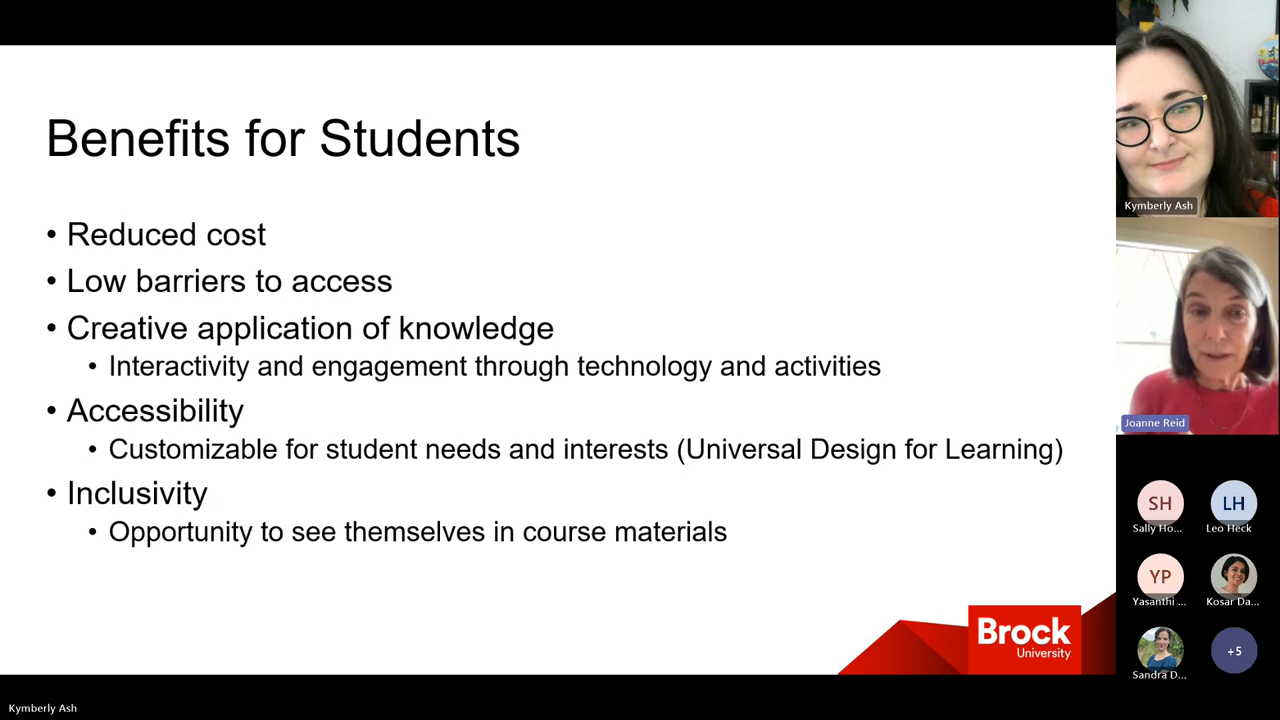 Benefits for Students
• Reduced cost
• Low barriers to access
• Creative application of knowledge
• Interactivity and engagement through technology and activities
• Accessibility
• Customizable for student needs and interests (Universal Design for Learning)
• Inclusivity
• Opportunity to see themselves in course materials
Brock
University
Kymberly Ash
Kymberly Ash
Joanne Reid
SH
Sally Ho...
LH
Leo Heck
YP
Yasanthi ...
Kosar Da...
Sandra D...
+5